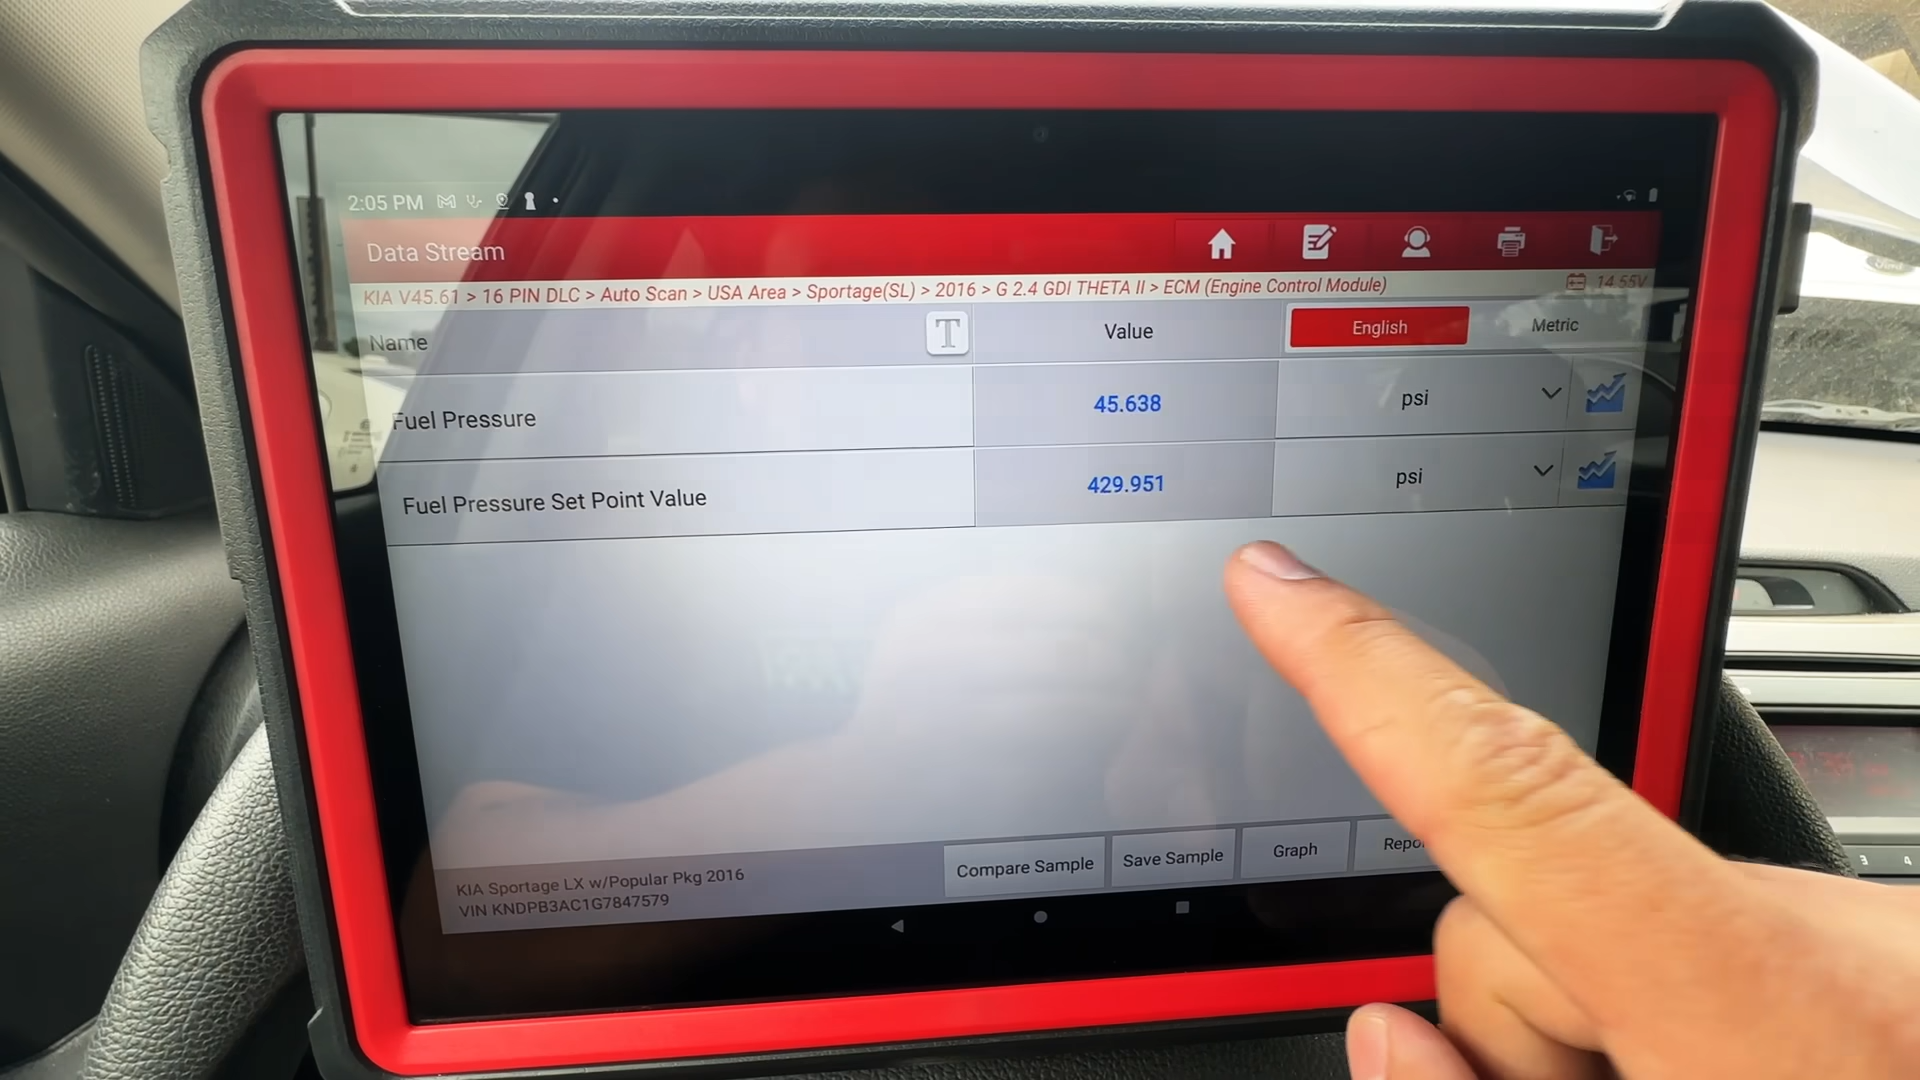 2:05 PM
Data Stream
KIA V45.61 > 16 PIN DLC > Auto Scan > USA Area > Sportage(SL) > 2016 > G 2.4 GDI THETA II > ECM (Engine Control Module)
14.55V
Name
T
Value
English
Metric
Fuel Pressure
45.638
psi
Fuel Pressure Set Point Value
429.951
psi
Compare Sample
Save Sample
Graph
Repo
KIA Sportage LX w/Popular Pkg 2016
VIN KNDPB3AC1G7847579
3
4